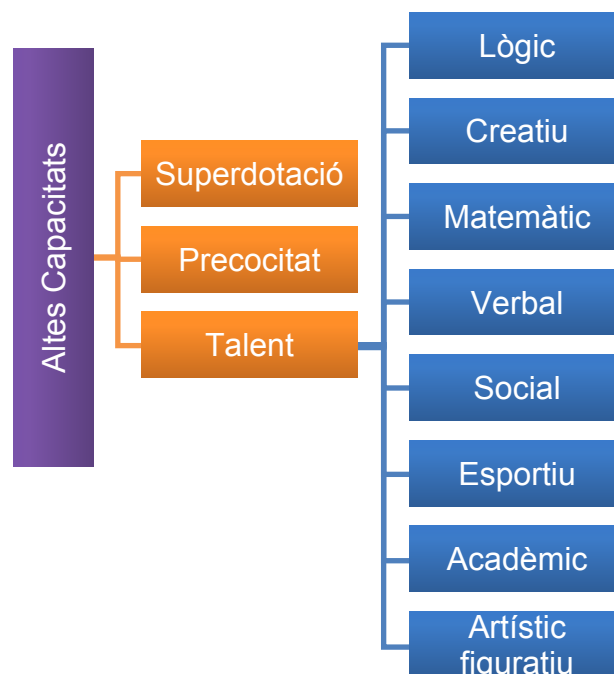 Altes Capacitats
Superdotació
Precocitat
Talent
Lògic
Creatiu
Matemàtic
Verbal
Social
Esportiu
Acadèmic
Artístic
figuratiu